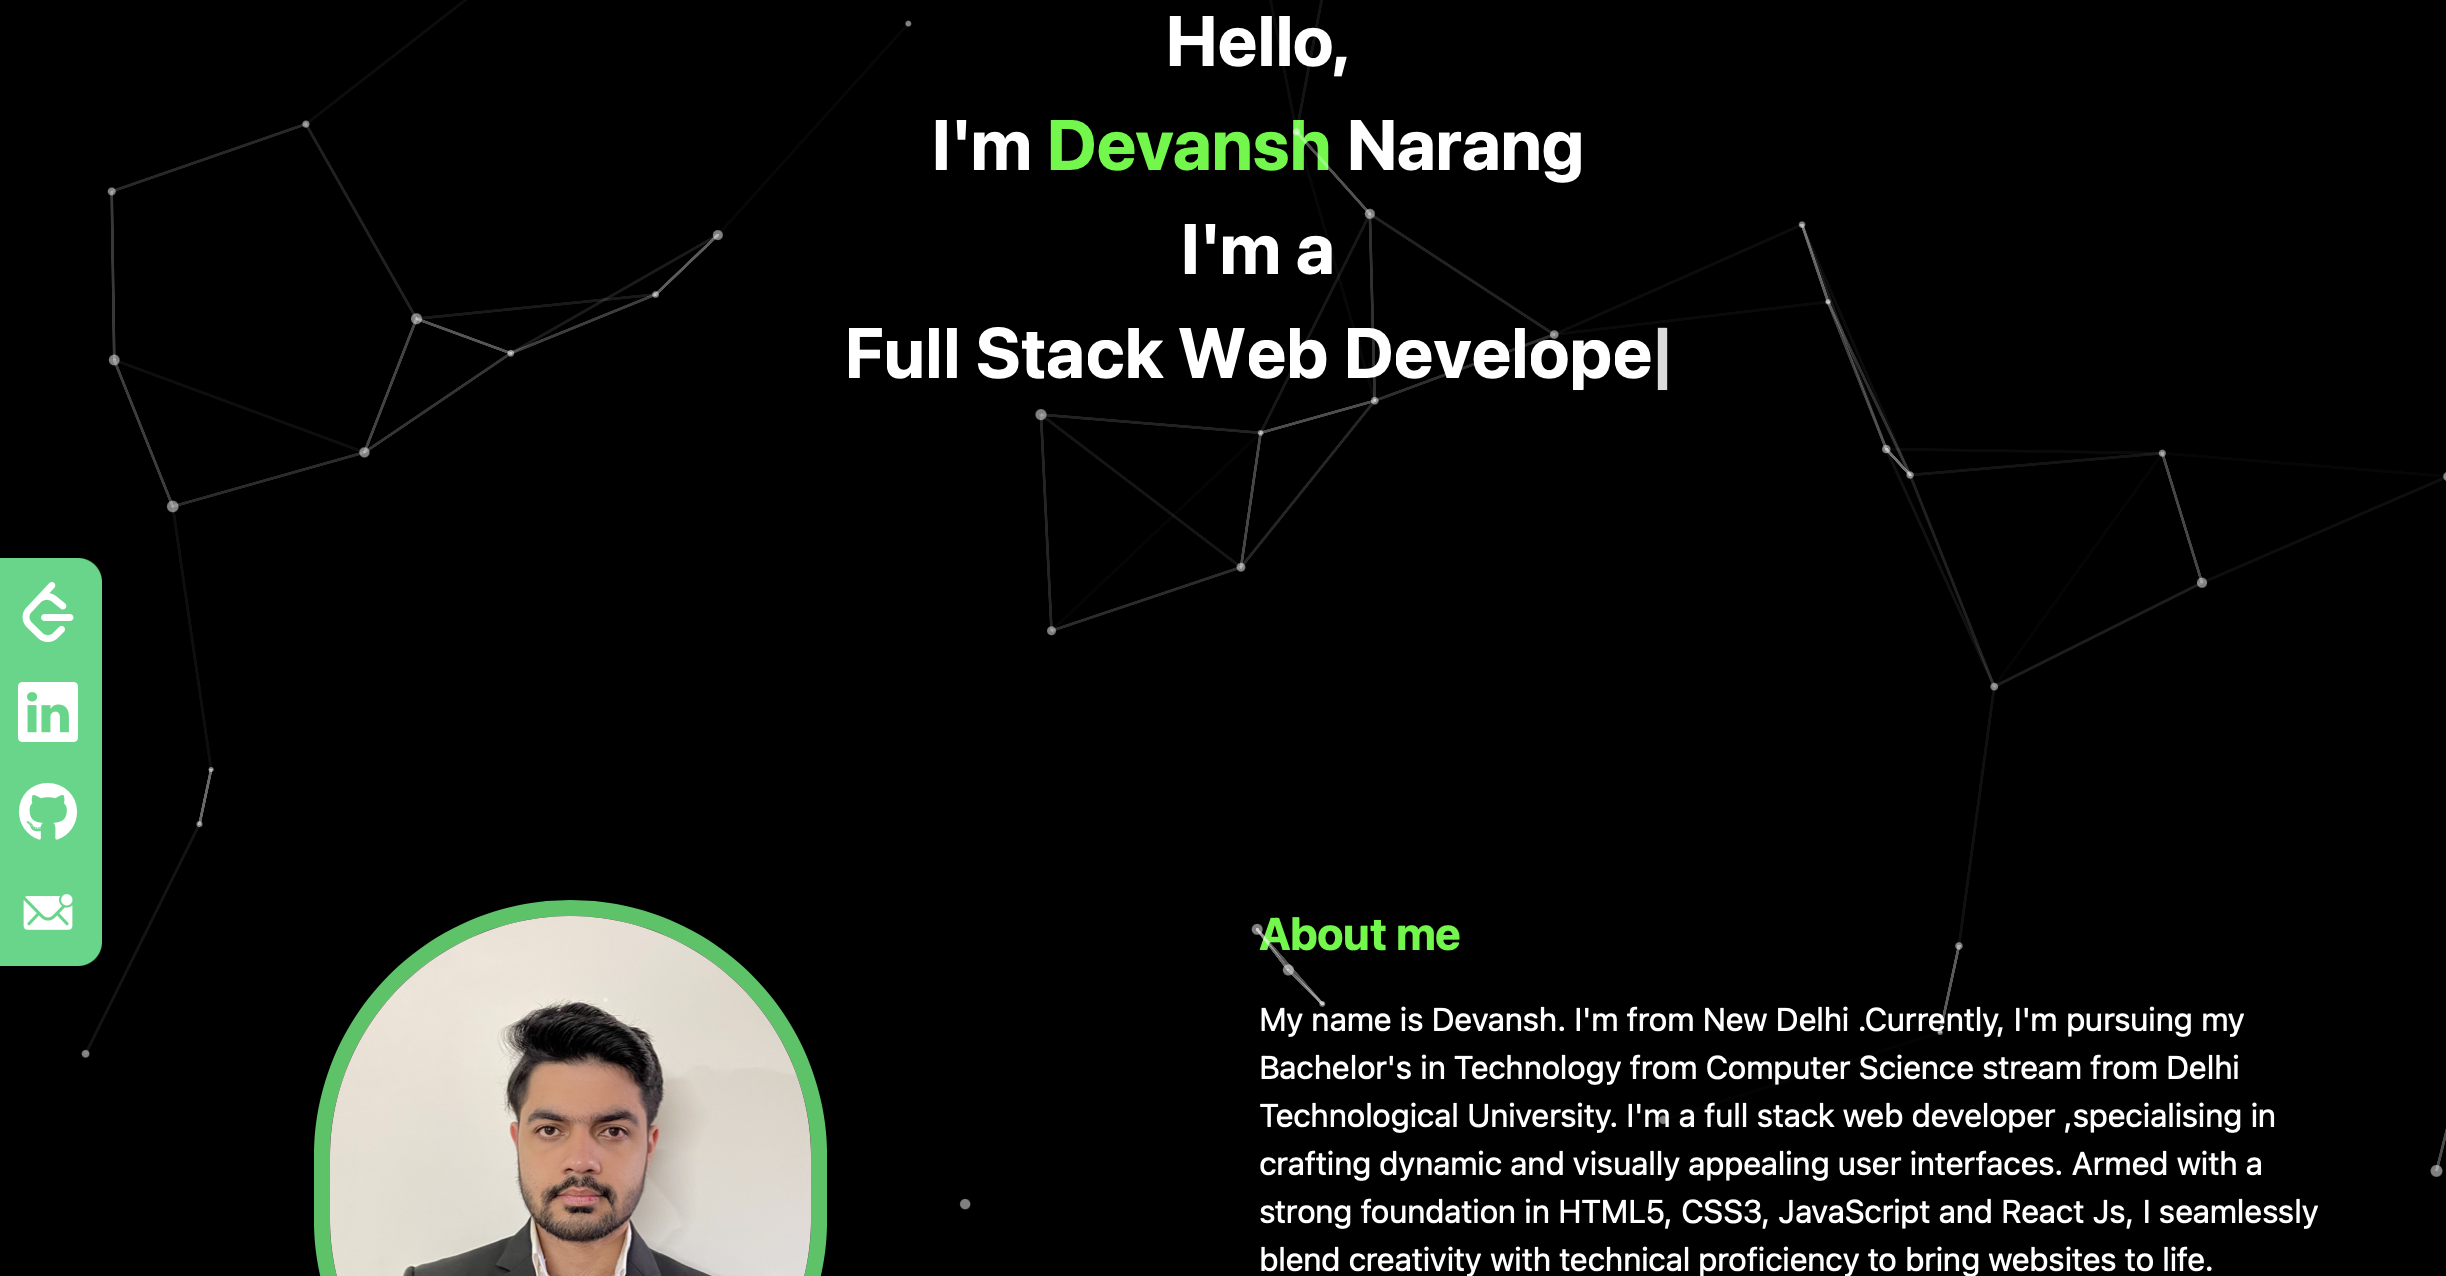 Hello,
I'm Devansh Narang
I'm a
Full Stack Web Develope|
in
About me
My name is Devansh. I'm from New Delhi .Currently, I'm pursuing my
Bachelor's in Technology from Computer Science stream from Delhi
Technological University. I'm a full stack web developer ,specialising in
crafting dynamic and visually appealing user interfaces. Armed with a
strong foundation in HTML5, CSS3, JavaScript and React Js, I seamlessly
blend creativity with technical proficiency to bring websites to life.